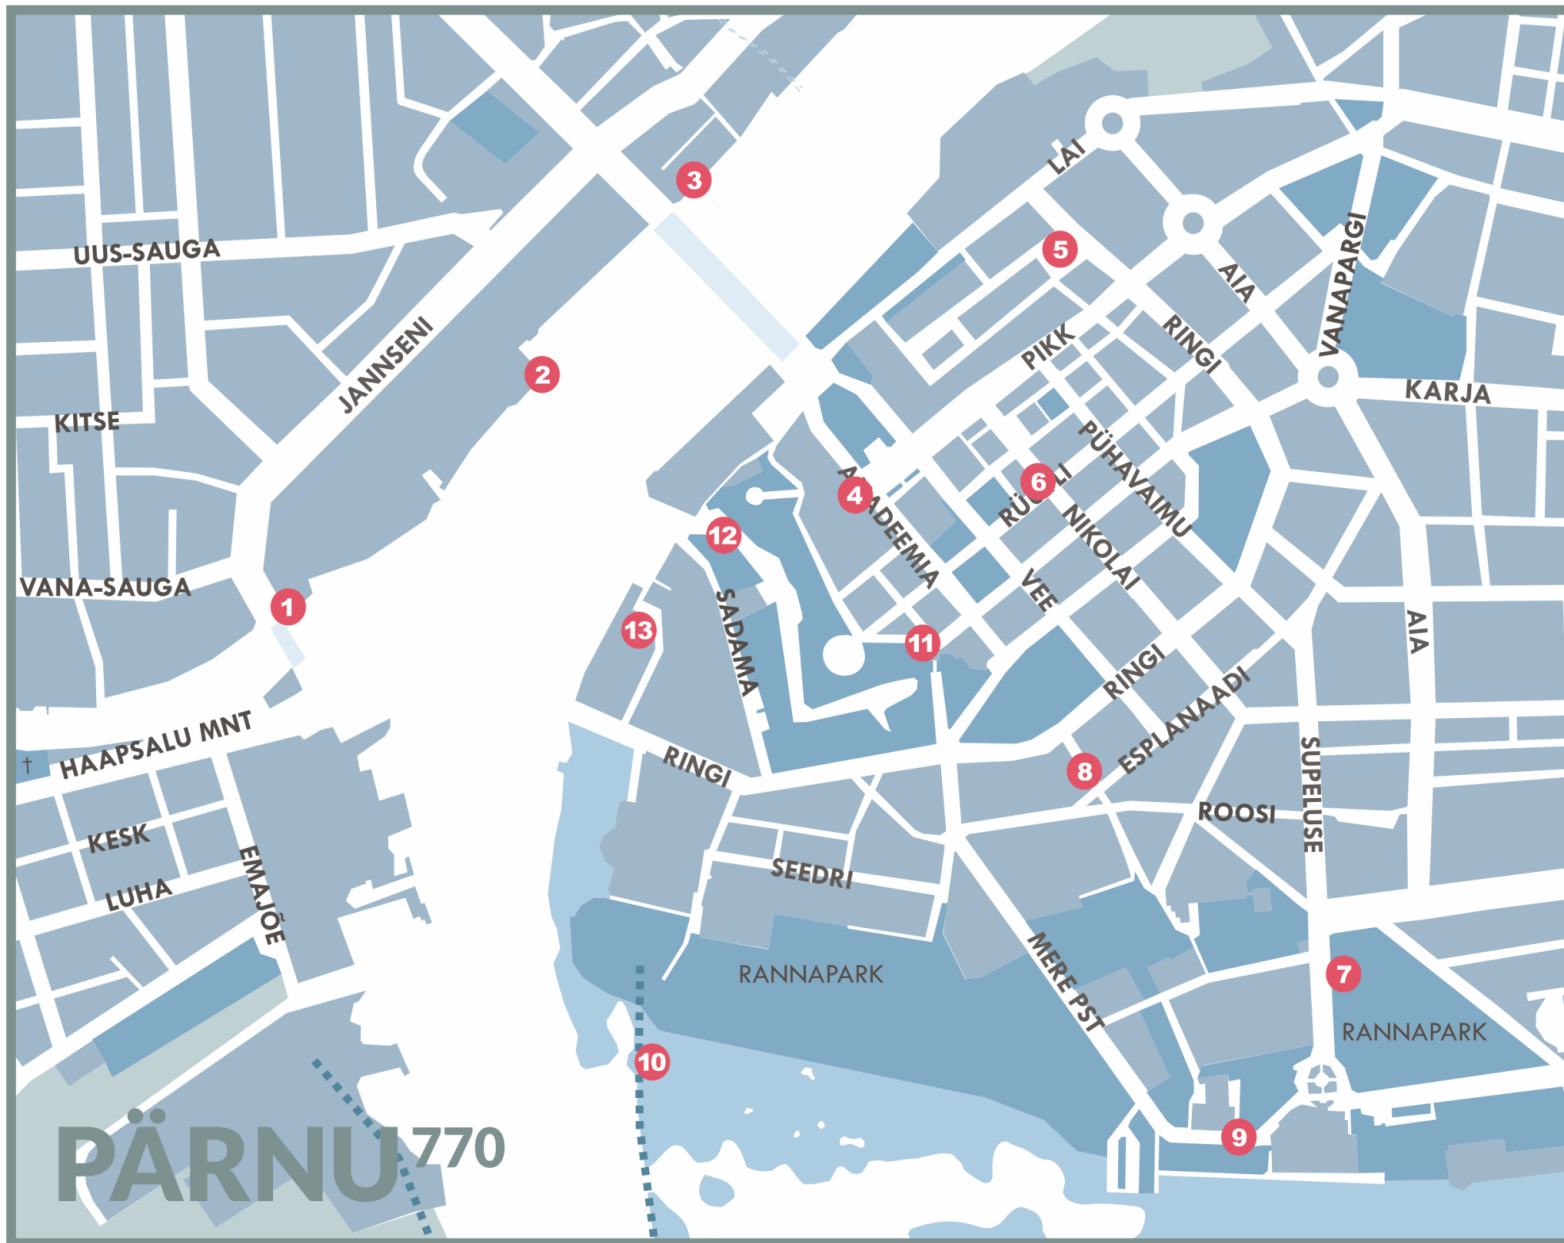 LAI
3
UUS-SAUGA
5
AIA
VANAPARGI
JANNSENI
PIKK
RINGI
2
KARJA
KITSE
PÜHAVAIMU
4
6
NIKOLAI
12
VANA-SAUGA
1
VEE
SADAMA
13
11
AIA
RINGI
ESPLANAADI
HAAPSALU MNT
†
RINGI
8
SUPELUSE
ROOSI
KESK
EMAJÕE
LUHA
SEEDRI
MERE PST
RANNAPARK
7
RANNAPARK
10
9
PÄRNU 770